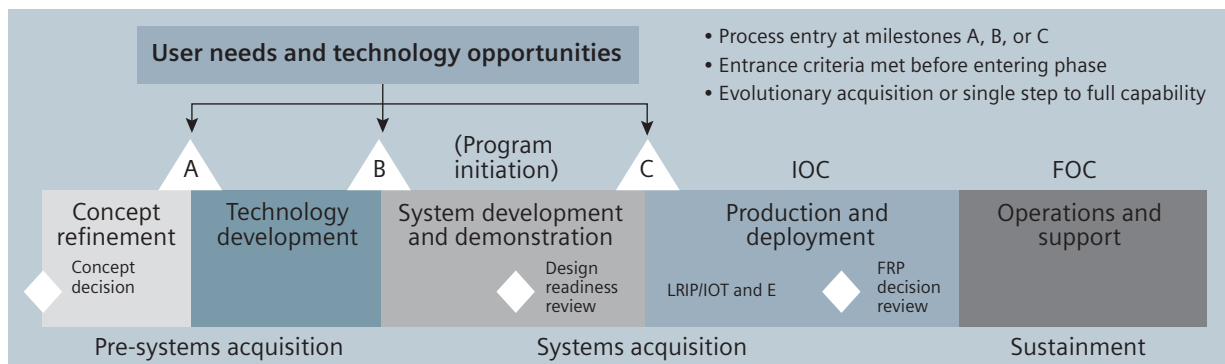 User needs and technology opportunities
• Process entry at milestones A, B, or C
• Entrance criteria met before entering phase
• Evolutionary acquisition or single step to full capability
A
B
(Program
initiation)
C
IOC
FOC
Concept
refinement
Technology
development
System development
and demonstration
Production and
deployment
Operations and
support
Concept
decision
Design
readiness
review
LRIP/IOT and E
FRP
decision
review
Pre-systems acquisition
Systems acquisition
Sustainment